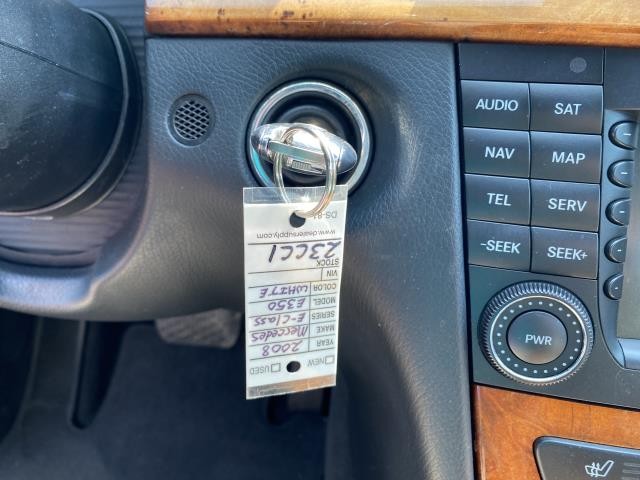 AUDIO
SAT
NAV
MAP
TEL
SERV
-SEEK
SEEK+
PWR
DS-81
www.dealersupply.com
STOCK 23CC1
VIN
COLOR WHITE
MODEL E350
SERIES E-Class
MAKE Mercedes
YEAR 2008
NEW USED